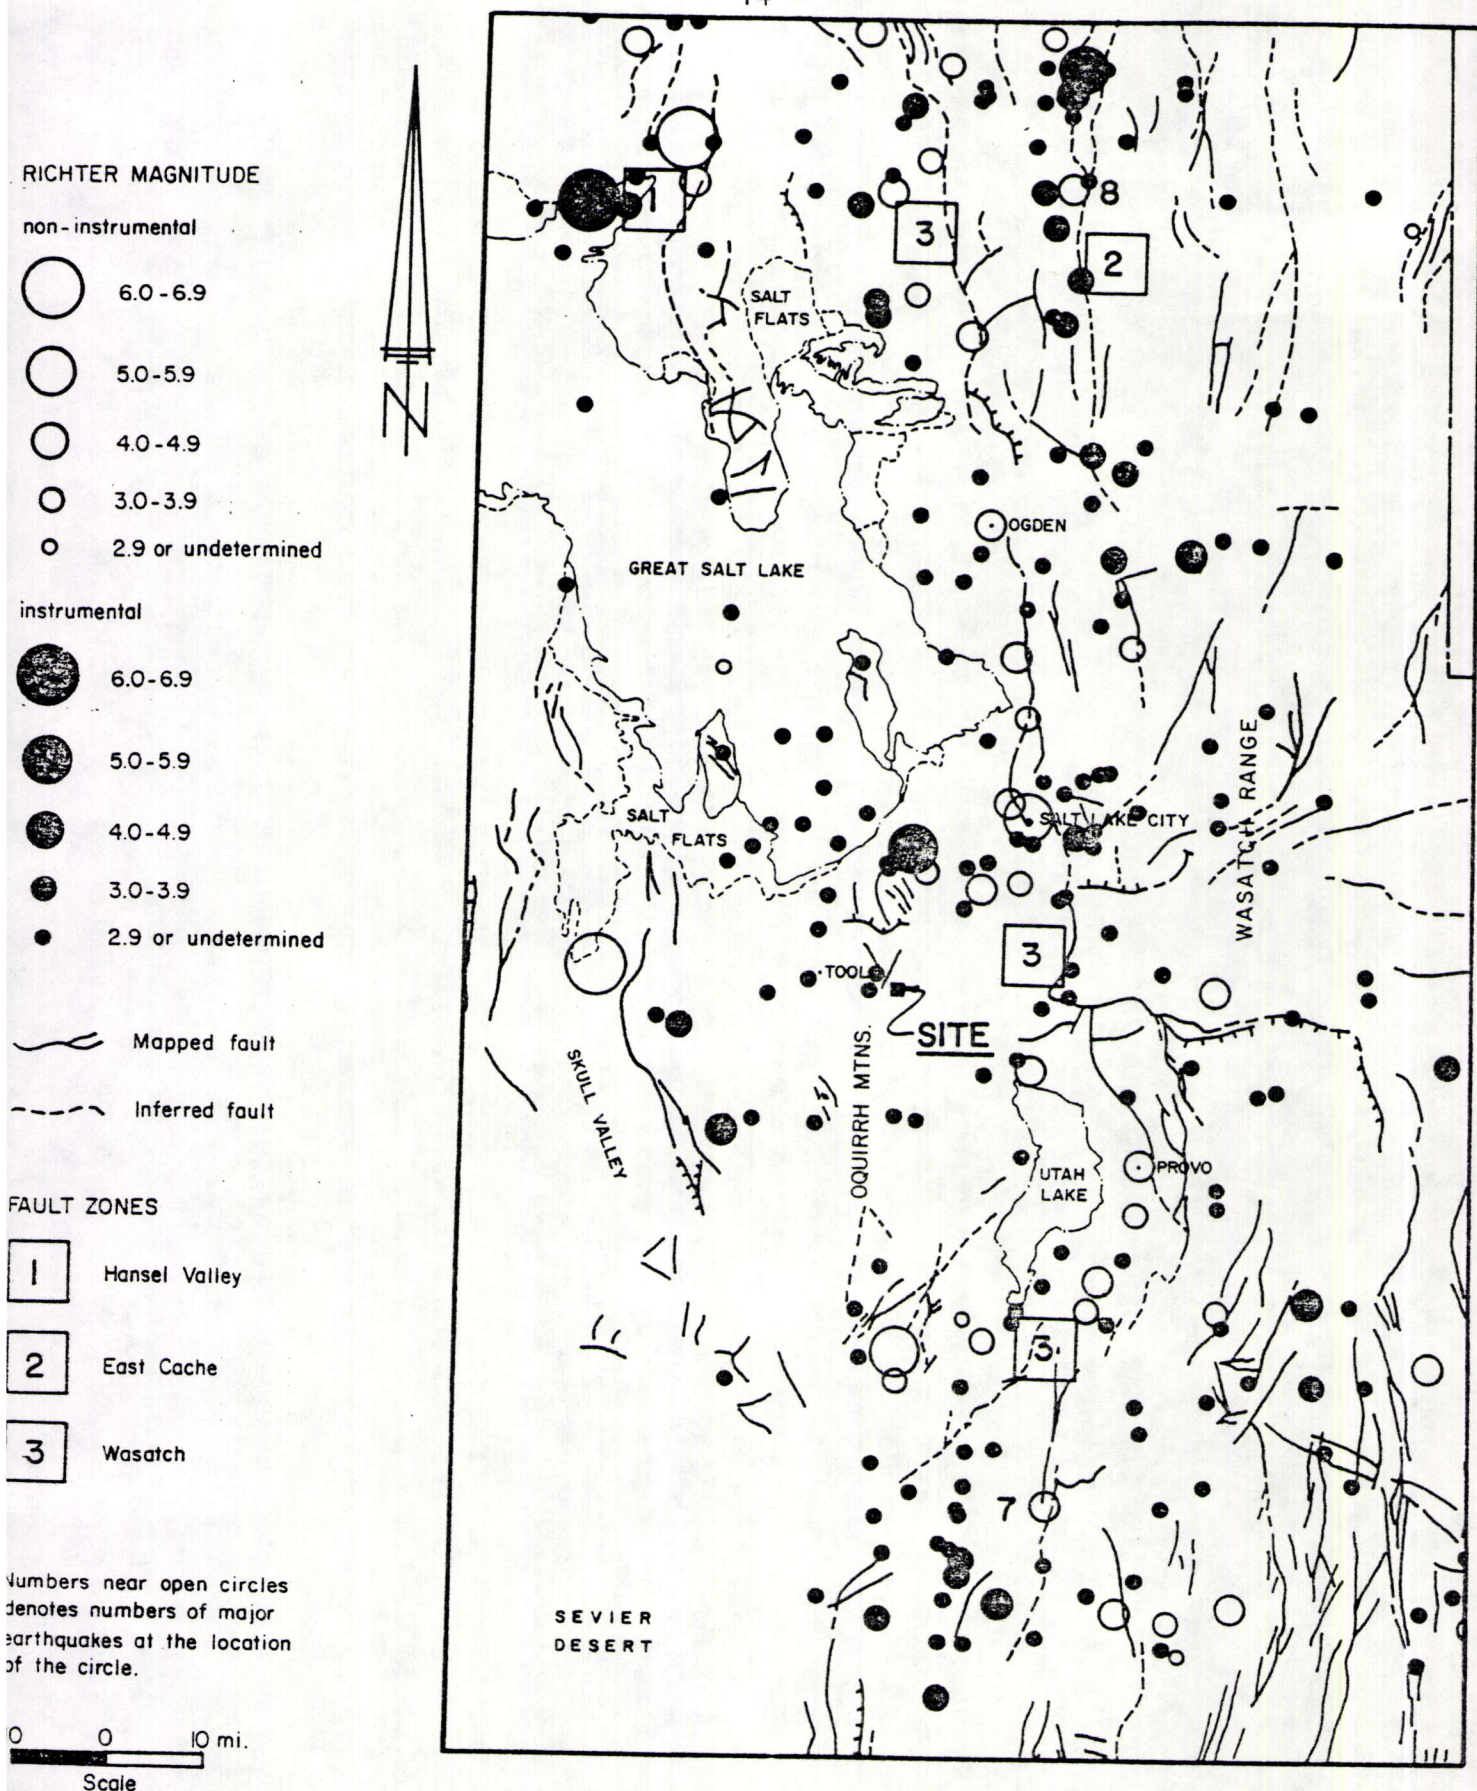 14
RICHTER MAGNITUDE
non-instrumental
6.0-6.9
5.0-5.9
4.0-4.9
3.0-3.9
2.9 or undetermined
instrumental
6.0-6.9
5.0-5.9
4.0-4.9
3.0-3.9
2.9 or undetermined
Mapped fault
Inferred fault
FAULT ZONES
1 Hansel Valley
2 East Cache
3 Wasatch
Numbers near open circles
denotes numbers of major
earthquakes at the location
of the circle.
10 0 10 mi.
Scale
N
1
3
8
2
SALT
FLATS
OGDEN
GREAT SALT LAKE
SALT
FLATS
SALT LAKE CITY
WASATCH RANGE
3
TOOL
SITE
OQUIRRH MTNS.
SKULL VALLEY
UTAH
LAKE
PROVO
3
7
SEVIER
DESERT